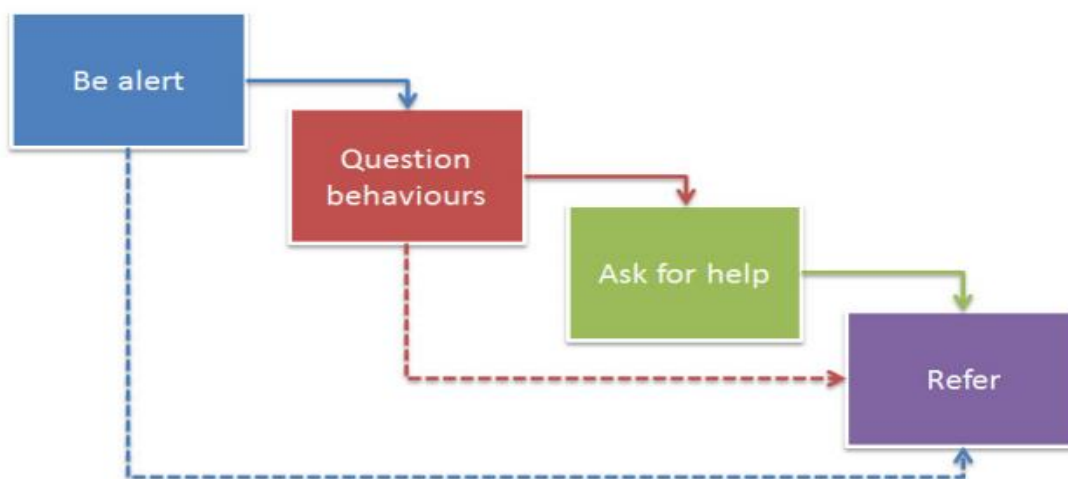 Be alert
Question
behaviours
Ask for help
Refer